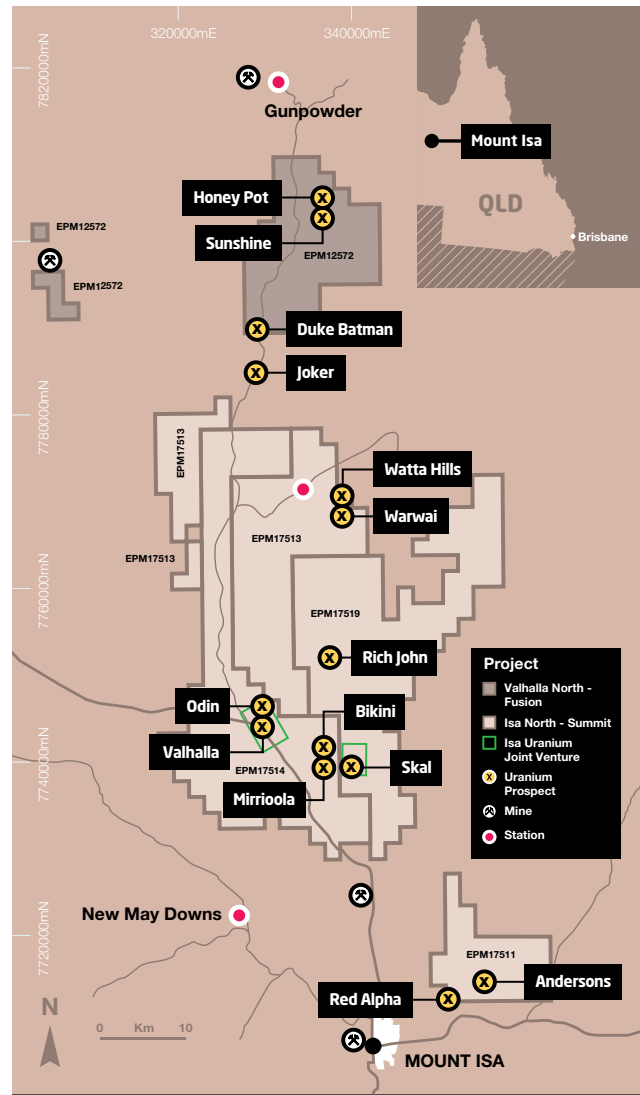 320000mE
340000mE
7820000mN
Gunpowder
Mount Isa
QLD
Brisbane
Honey Pot
Sunshine
EPM12572
EPM12572
EPM12572
Duke Batman
Joker
7780000mN
EPM17513
Watta Hills
Warwai
EPM17513
EPM17513
7760000mN
EPM17519
Rich John
Odin
Bikini
Valhalla
7740000mN
EPM17514
Skal
Mirrioola
Project
Valhalla North -
Fusion
Isa North - Summit
Isa Uranium
Joint Venture
X
Uranium
Prospect
Mine
Station
New May Downs
7720000mN
EPM17511
Andersons
Red Alpha
N
0 Km 10
MOUNT ISA
X
X
X
X
X
X
X
X
X
X
X
X
X
X